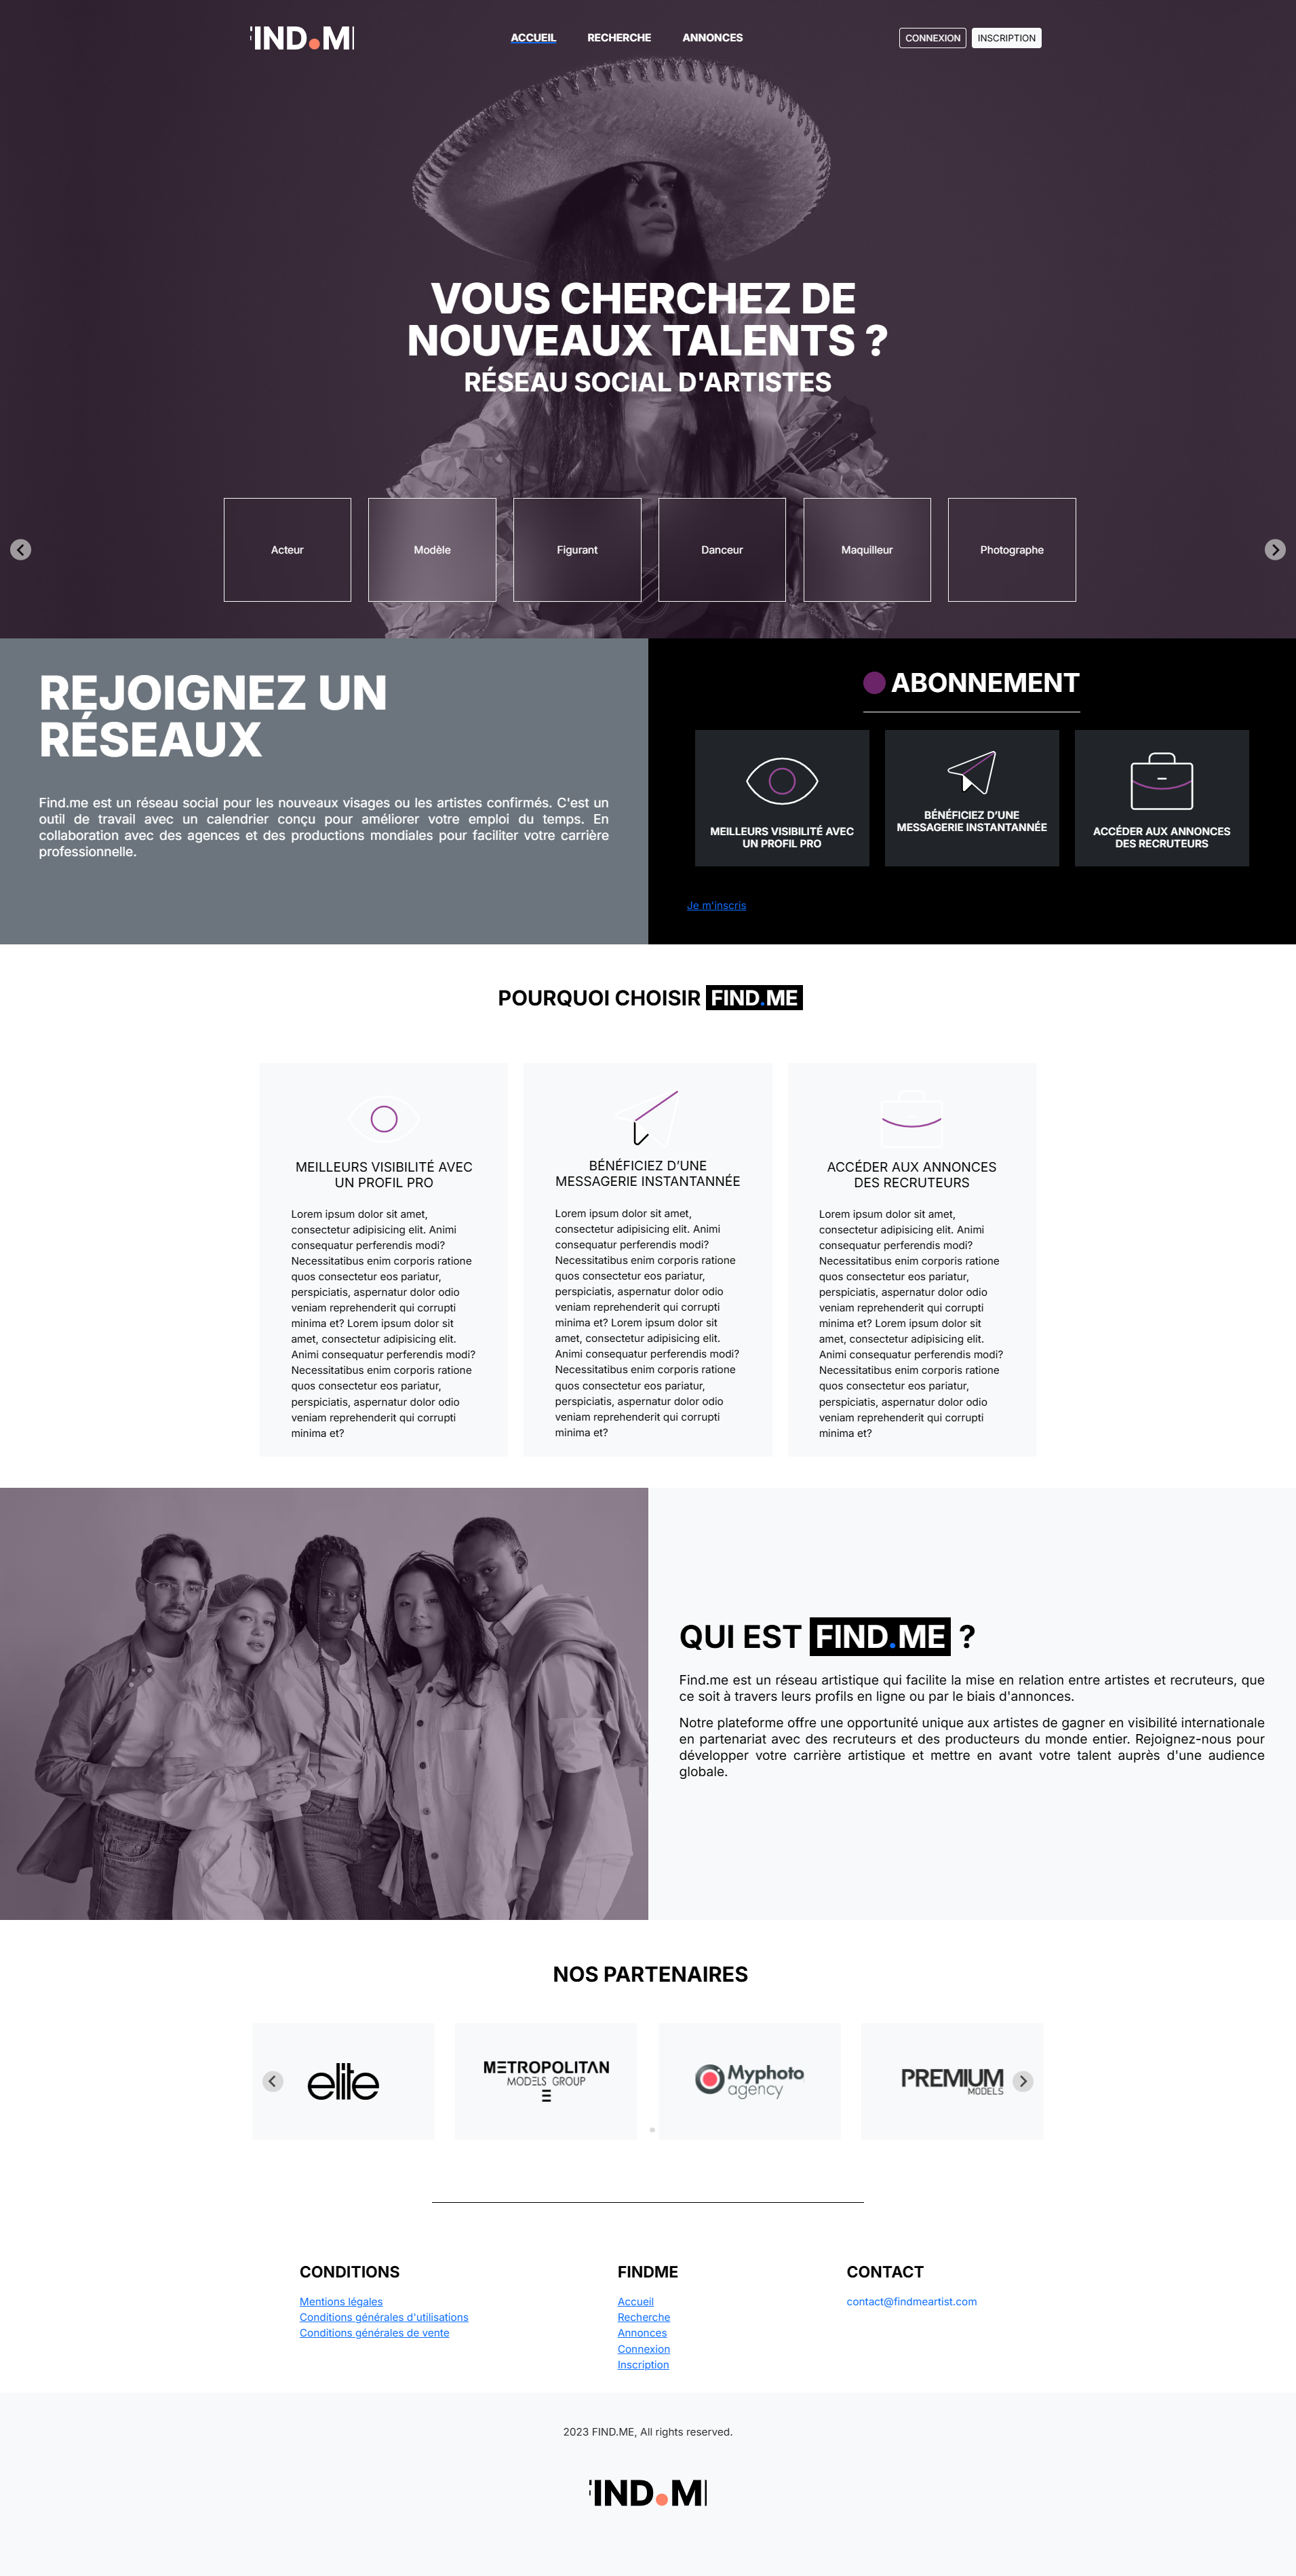 IND.M
ACCUEIL
RECHERCHE
ANNONCES
CONNEXION
INSCRIPTION
VOUS CHERCHEZ DE
NOUVEAUX TALENTS ?
RÉSEAU SOCIAL D'ARTISTES
Acteur
Modèle
Figurant
Danceur
Maquilleur
Photographe
REJOIGNEZ UN
RÉSEAUX
Find.me est un réseau social pour les nouveaux visages ou les artistes confirmés. C'est un
outil de travail avec un calendrier conçu pour améliorer votre emploi du temps. En
collaboration avec des agences et des productions mondiales pour faciliter votre carrière
professionnelle.
ABONNEMENT
MEILLEURS VISIBILITÉ AVEC
UN PROFIL PRO
BÉNÉFICIEZ D’UNE
MESSAGERIE INSTANTANNÉE
ACCÉDER AUX ANNONCES
DES RECRUTEURS
Je m'inscris
POURQUOI CHOISIR FIND.ME
MEILLEURS VISIBILITÉ AVEC
UN PROFIL PRO
Lorem ipsum dolor sit amet,
consectetur adipisicing elit. Animi
consequatur perferendis modi?
Necessitatibus enim corporis ratione
quos consectetur eos pariatur,
perspiciatis, aspernatur dolor odio
veniam reprehenderit qui corrupti
minima et? Lorem ipsum dolor sit
amet, consectetur adipisicing elit.
Animi consequatur perferendis modi?
Necessitatibus enim corporis ratione
quos consectetur eos pariatur,
perspiciatis, aspernatur dolor odio
veniam reprehenderit qui corrupti
minima et?
BÉNÉFICIEZ D’UNE
MESSAGERIE INSTANTANNÉE
Lorem ipsum dolor sit amet,
consectetur adipisicing elit. Animi
consequatur perferendis modi?
Necessitatibus enim corporis ratione
quos consectetur eos pariatur,
perspiciatis, aspernatur dolor odio
veniam reprehenderit qui corrupti
minima et? Lorem ipsum dolor sit
amet, consectetur adipisicing elit.
Animi consequatur perferendis modi?
Necessitatibus enim corporis ratione
quos consectetur eos pariatur,
perspiciatis, aspernatur dolor odio
veniam reprehenderit qui corrupti
minima et?
ACCÉDER AUX ANNONCES
DES RECRUTEURS
Lorem ipsum dolor sit amet,
consectetur adipisicing elit. Animi
consequatur perferendis modi?
Necessitatibus enim corporis ratione
quos consectetur eos pariatur,
perspiciatis, aspernatur dolor odio
veniam reprehenderit qui corrupti
minima et? Lorem ipsum dolor sit
amet, consectetur adipisicing elit.
Animi consequatur perferendis modi?
Necessitatibus enim corporis ratione
quos consectetur eos pariatur,
perspiciatis, aspernatur dolor odio
veniam reprehenderit qui corrupti
minima et?
QUI EST FIND.ME ?
Find.me est un réseau artistique qui facilite la mise en relation entre artistes et recruteurs, que
ce soit à travers leurs profils en ligne ou par le biais d'annonces.
Notre plateforme offre une opportunité unique aux artistes de gagner en visibilité internationale
en partenariat avec des recruteurs et des producteurs du monde entier. Rejoignez-nous pour
développer votre carrière artistique et mettre en avant votre talent auprès d'une audience
globale.
NOS PARTENAIRES
elite
METROPOLITAN
MODELS GROUP
Myphoto
agency
PREMIUM
MODELS
CONDITIONS
Mentions légales
Conditions générales d'utilisations
Conditions générales de vente
FINDME
Accueil
Recherche
Annonces
Connexion
Inscription
CONTACT
contact@findmeartist.com
2023 FIND.ME, All rights reserved.
IND.M